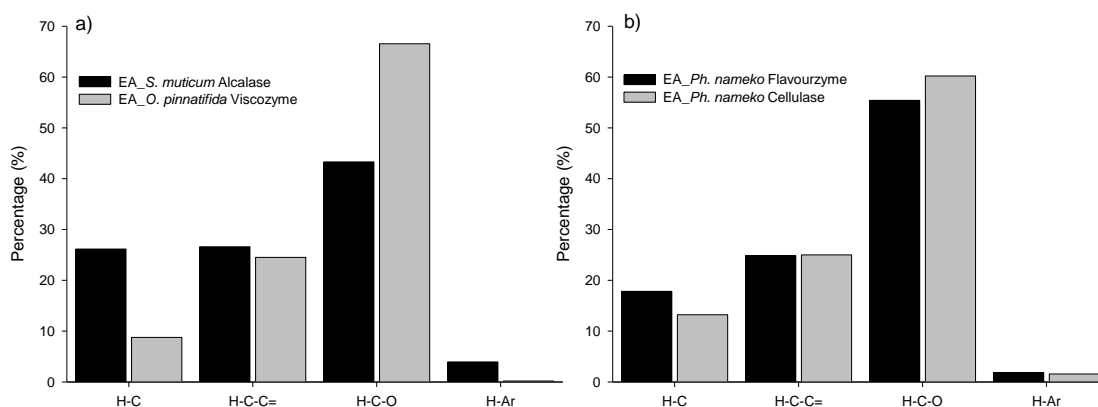 a)
EA_S. muticum Alcalase
EA_O. pinnatifida Viscozyme
Percentage (%)
70
60
50
40
30
20
10
0
H-C H-C-C= H-C-O H-Ar
b)
EA_Ph. nameko Flavourzyme
EA_Ph. nameko Cellulase
Percentage (%)
70
60
50
40
30
20
10
0
H-C H-C-C= H-C-O H-Ar